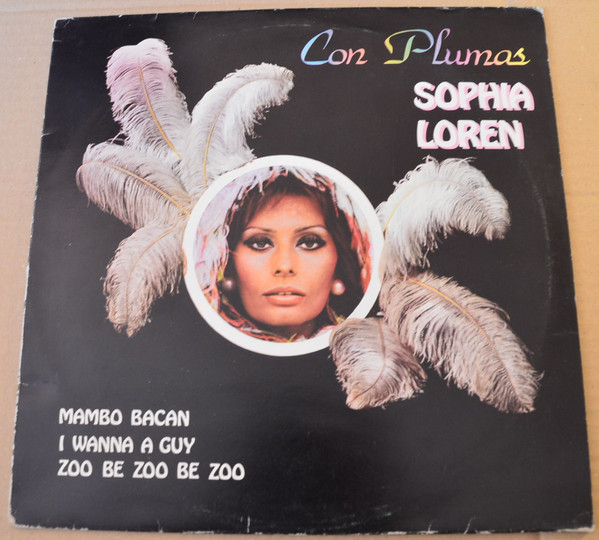 Con Plumas
SOPHIA
LOREN
MAMBO BACAN
I WANNA A GUY
ZOO BE ZOO BE ZOO